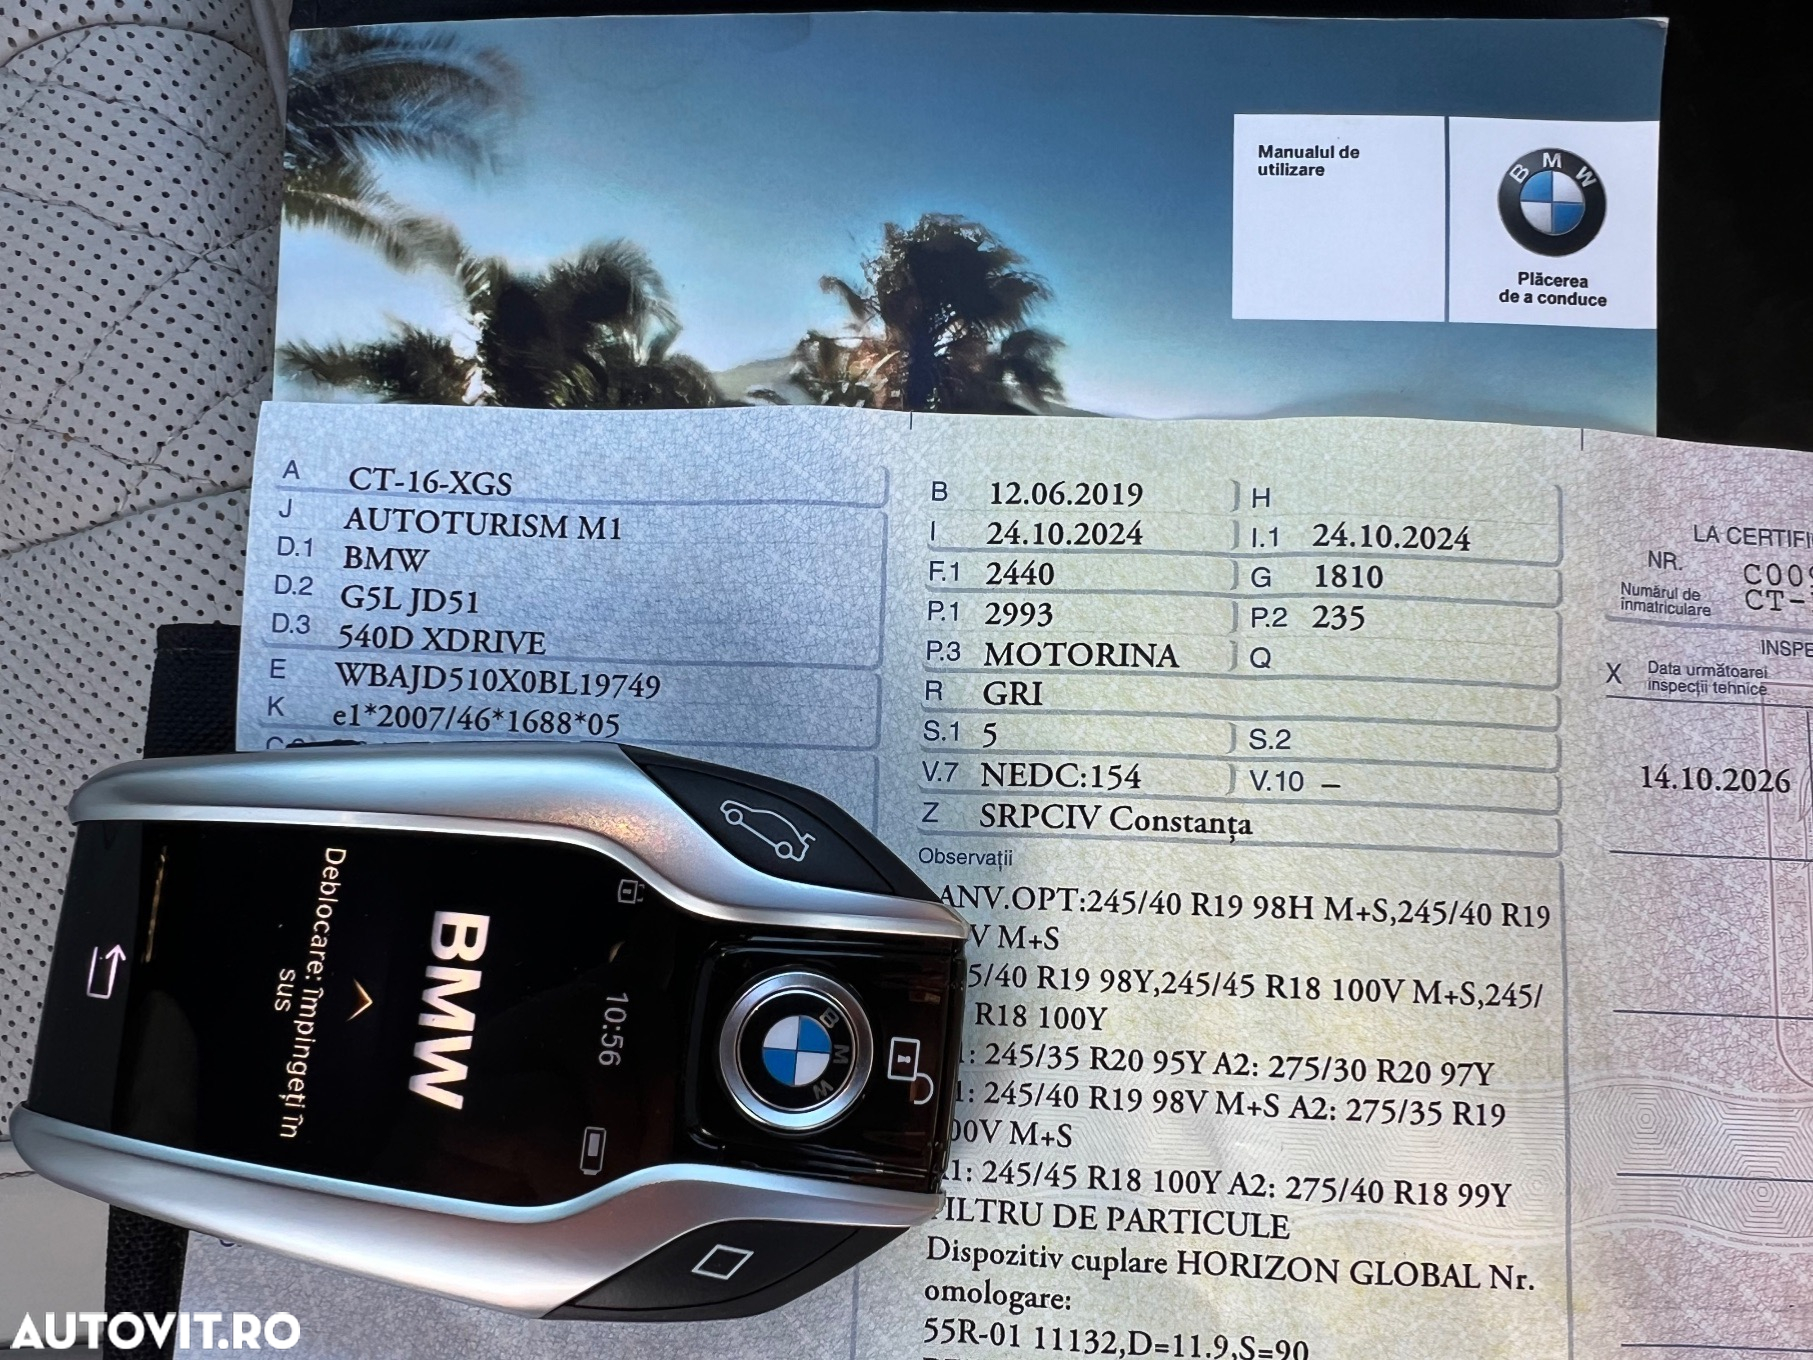 Manualul de
utilizare
BMW
Plăcerea
de a conduce
A CT-16-XGS
J AUTOTURISM M1
D.1 BMW
D.2 G5L JD51
D.3 540D XDRIVE
E WBAJD510X0BL19749
K e1*2007/46*1688*05
B 12.06.2019 H
I 24.10.2024 I.1 24.10.2024
F.1 2440 G 1810
P.1 2993 P.2 235
P.3 MOTORINA Q
R GRI
S.1 5 S.2
V.7 NEDC:154 V.10 –
Z SRPCIV Constanța
Observații
ANV.OPT:245/40 R19 98H M+S,245/40 R19
V M+S
5/40 R19 98Y,245/45 R18 100V M+S,245/
R18 100Y
1: 245/35 R20 95Y A2: 275/30 R20 97Y
1: 245/40 R19 98V M+S A2: 275/35 R19
00V M+S
1: 245/45 R18 100Y A2: 275/40 R18 99Y
FILTRU DE PARTICULE
Dispozitiv cuplare HORIZON GLOBAL Nr.
omologare:
55R-01 11132,D=11.9,S=90
LA CERTIFI
NR. C009
Numărul de
înmatriculare CT-
INSPE
X Data următoarei
inspecții tehnice
14.10.2026
10:56
BMW
Deblocare: Împingeți în
sus
BMW
AUTOVIT.RO